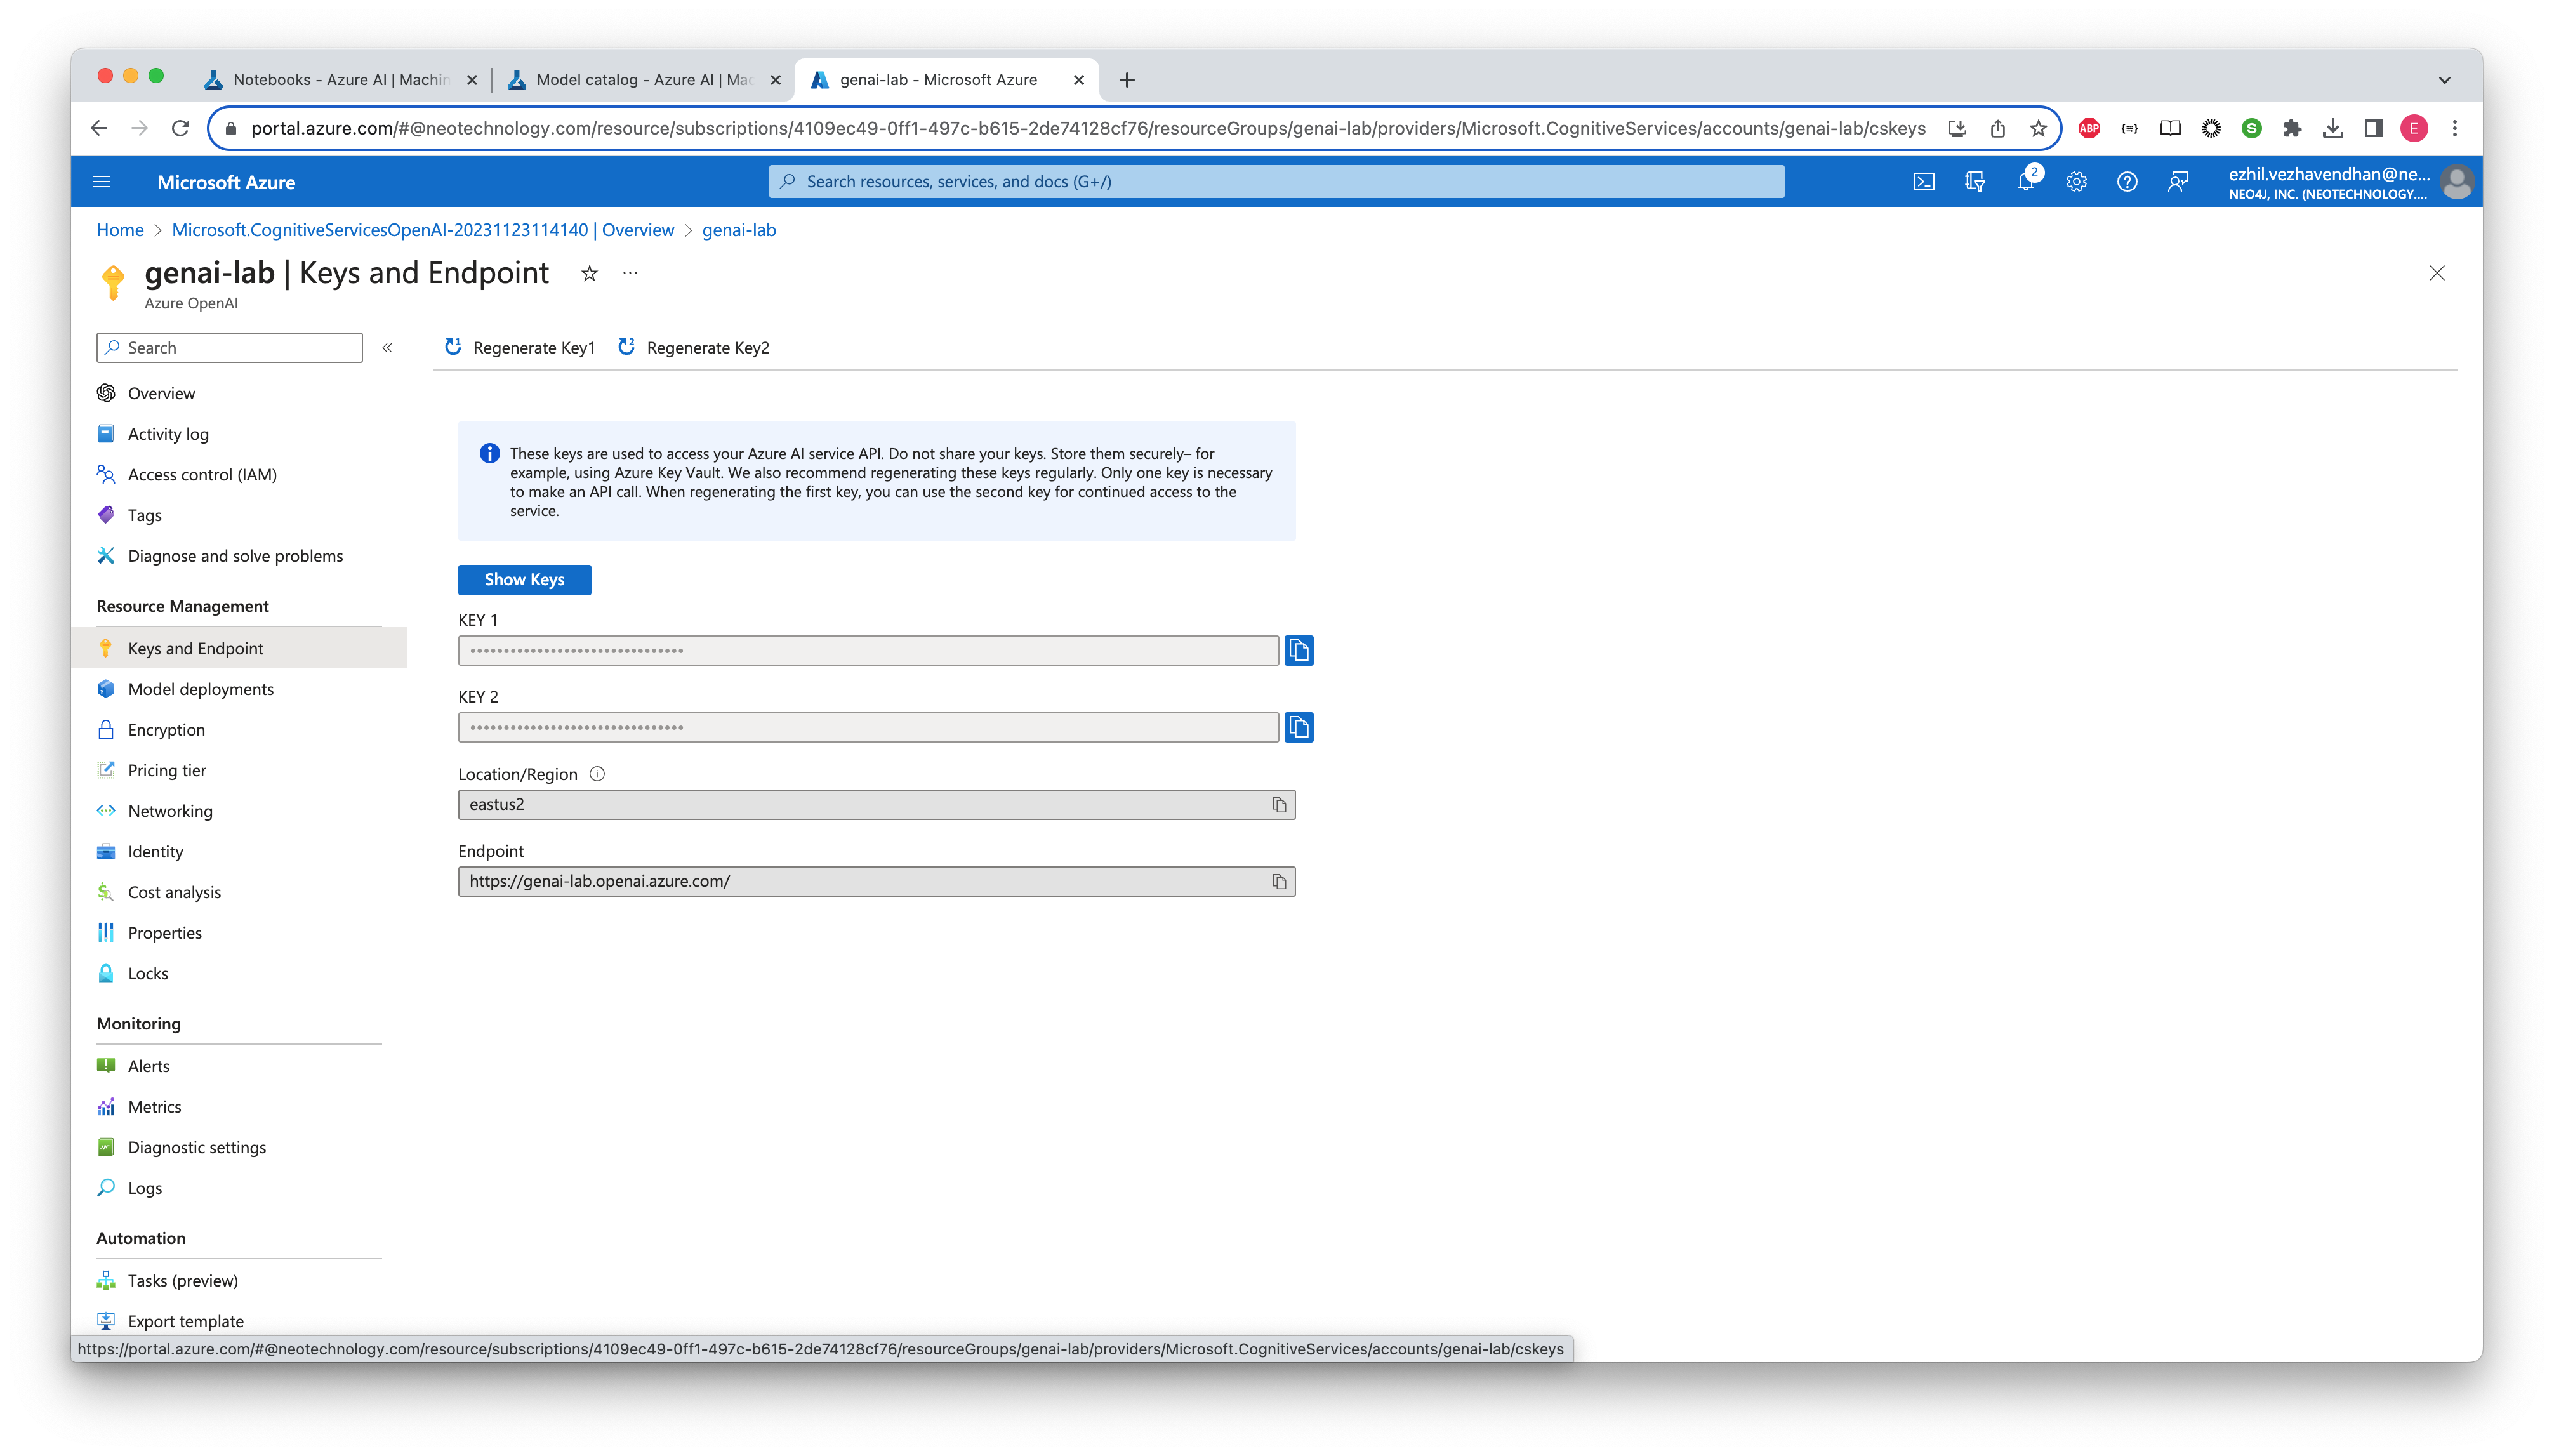 Notebooks - Azure AI | Machin
Model catalog - Azure AI | Mac
genai-lab - Microsoft Azure
portal.azure.com/#@neotechnology.com/resource/subscriptions/4109ec49-0ff1-497c-b615-2de74128cf76/resourceGroups/genai-lab/providers/Microsoft.CognitiveServices/accounts/genai-lab/cskeys
ABP
S
E
Microsoft Azure
Search resources, services, and docs (G+/)
2
ezhil.vezhavendhan@ne...
NEO4J, INC. (NEOTECHNOLOGY....
Home > Microsoft.CognitiveServicesOpenAI-20231123114140 | Overview > genai-lab
genai-lab | Keys and Endpoint
Azure OpenAI
Search
Regenerate Key1
Regenerate Key2
Overview
Activity log
Access control (IAM)
Tags
Diagnose and solve problems
Resource Management
Keys and Endpoint
Model deployments
Encryption
Pricing tier
Networking
Identity
Cost analysis
Properties
Locks
Monitoring
Alerts
Metrics
Diagnostic settings
Logs
Automation
Tasks (preview)
Export template
These keys are used to access your Azure AI service API. Do not share your keys. Store them securely– for
example, using Azure Key Vault. We also recommend regenerating these keys regularly. Only one key is necessary
to make an API call. When regenerating the first key, you can use the second key for continued access to the
service.
Show Keys
KEY 1
••••••••••••••••••••••••••••••••
KEY 2
••••••••••••••••••••••••••••••••
Location/Region
eastus2
Endpoint
https://genai-lab.openai.azure.com/
https://portal.azure.com/#@neotechnology.com/resource/subscriptions/4109ec49-0ff1-497c-b615-2de74128cf76/resourceGroups/genai-lab/providers/Microsoft.CognitiveServices/accounts/genai-lab/cskeys